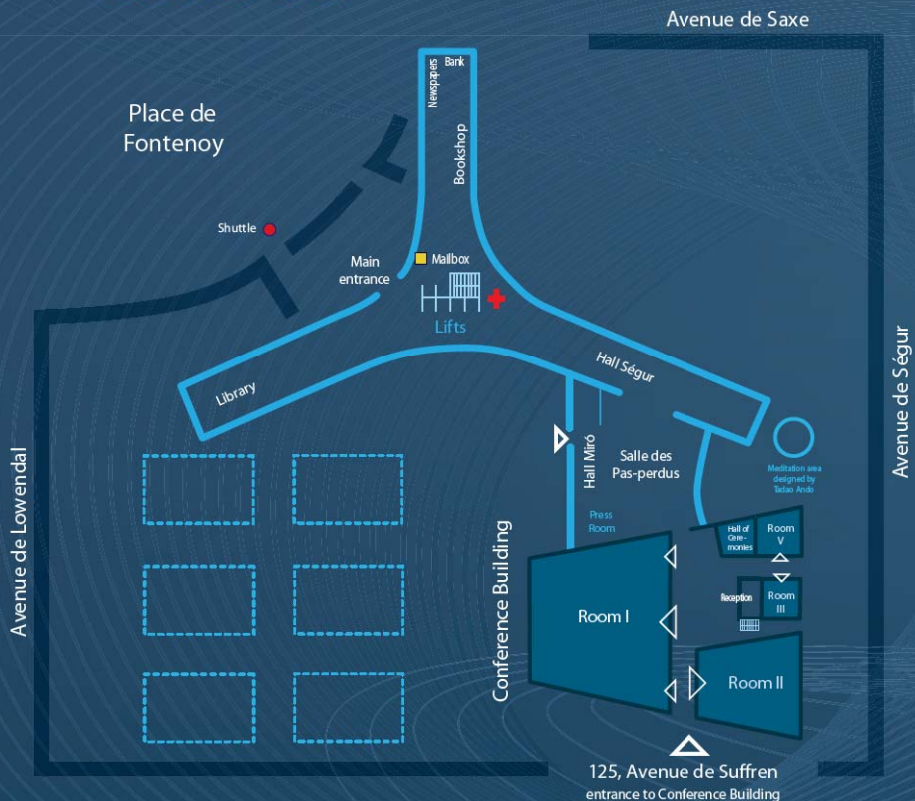 Avenue de Saxe
Place de
Fontenoy
Newspapers
Bank
Bookshop
Shuttle
Main
entrance
Mailbox
Lifts
Library
Hall Ségur
Avenue de Ségur
Avenue de Lowendal
Hall Miró
Salle des
Pas-perdus
Meditation area
designed by
Tadao Ando
Press
Room
Conference Building
Hall of
Cere-
monies
Room
V
Reception
Room
III
Room I
Room II
125, Avenue de Suffren
entrance to Conference Building